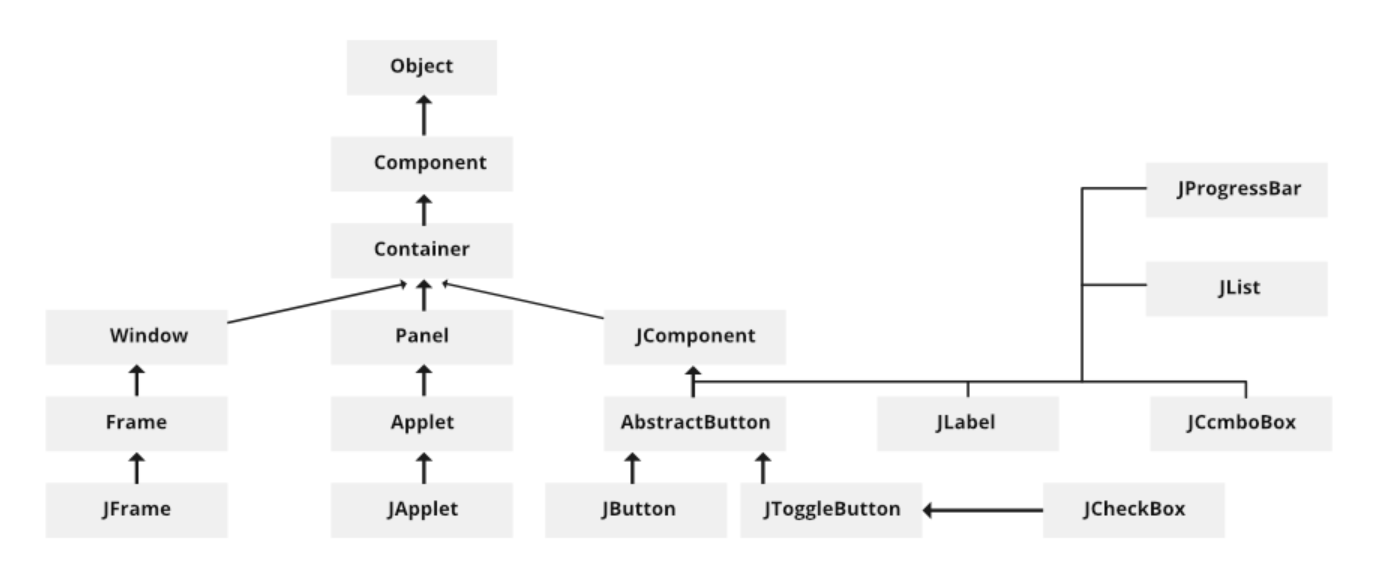 Object
Component
JProgressBar
Container
JList
Window
Panel
JComponent
Frame
Applet
AbstractButton
JLabel
JCcmboBox
JFrame
JApplet
JButton
JToggleButton
JCheckBox